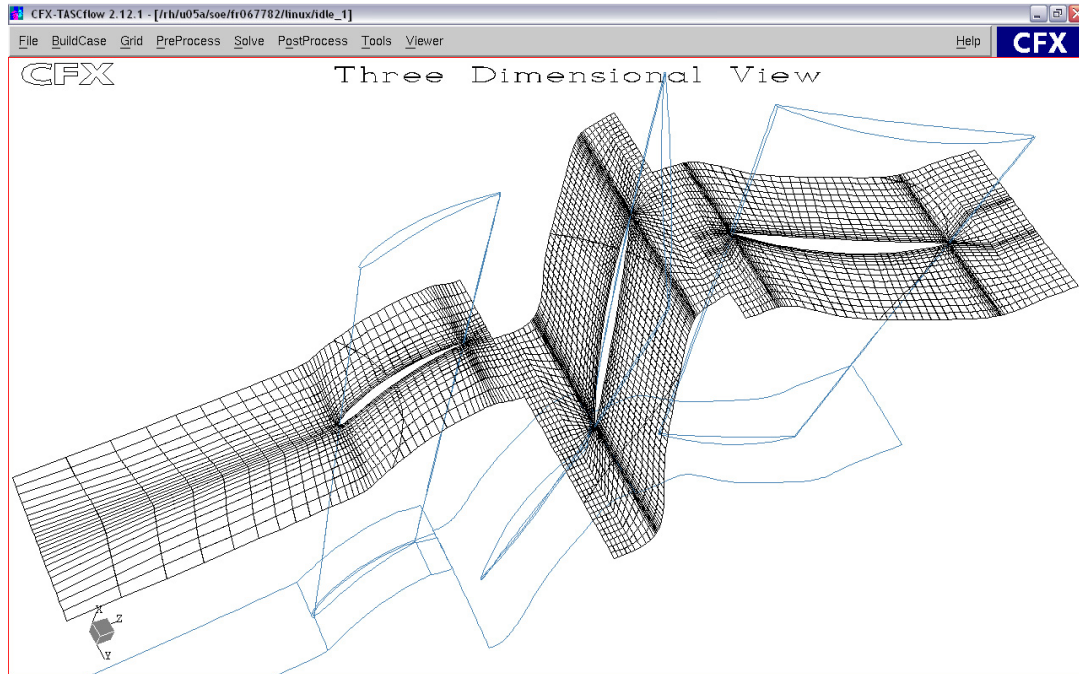 CFX-TASCflow 2.12.1 - [/rh/u05a/soe/fr067782/linux/idle_1]
File BuildCase Grid PreProcess Solve PostProcess Tools Viewer Help CFX
CFX Three Dimensional View
X
Z
Y